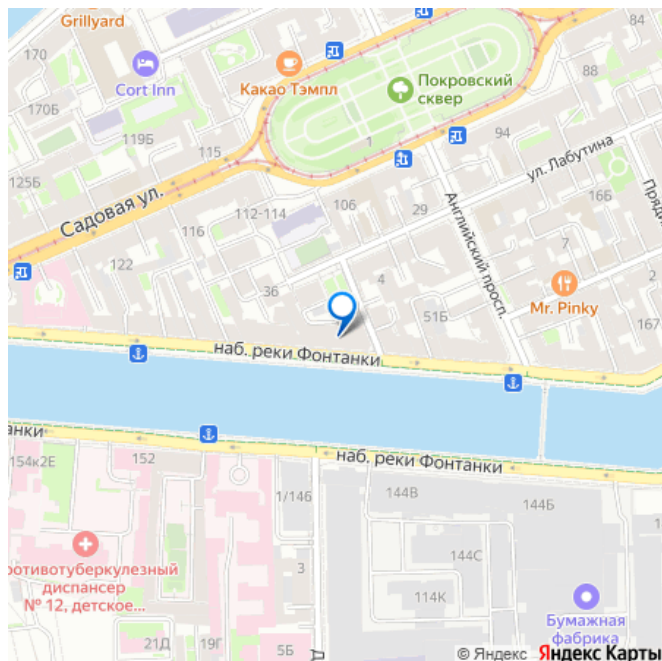 Grillyard
170
Cort Inn
Какао Тэмпл
Покровский
сквер
84
88
170Б
119Б
115
1
94
ул. Лабутина
125Б
Садовая ул.
112-114
106
29
Английский просп.
16Б
116
122
36
4
7
51Б
Mr. Pinky
167
наб. реки Фонтанки
наб. реки Фонтанки
154к2Е
152
1/146
144В
144Б
144С
3
114К
ротивотуберкулезный
диспансер
№ 12, детское...
Бумажная
фабрика
21Д
19Г
5Б
© Яндекс Яндекс Карты